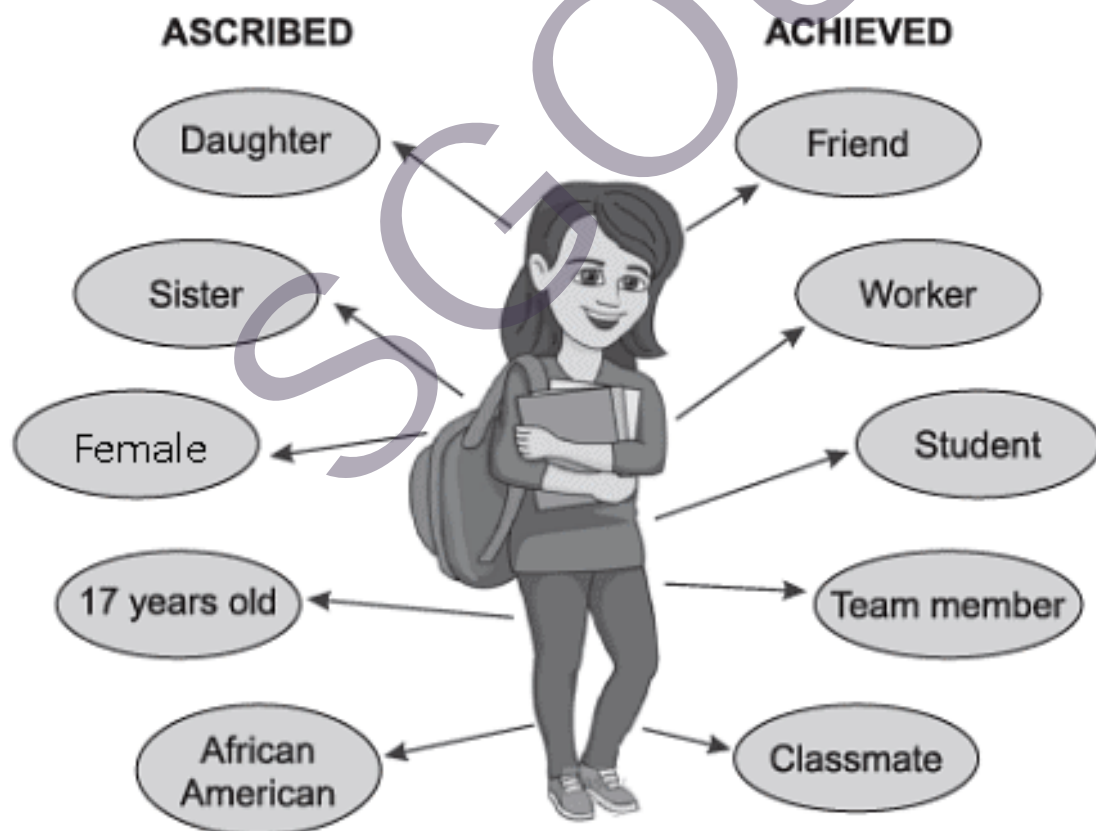 ASCRIBED
ACHIEVED
Daughter
Friend
Sister
Worker
Female
Student
17 years old
Team member
African
American
Classmate